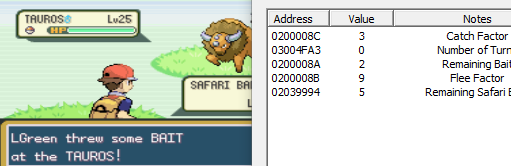 TAUROS♂ Lv25
HP
SAFARI BA
LGreen threw some BAIT
at the TAUROS!
Address Value Notes
0200008C 3 Catch Factor
03004FA3 0 Number of Turn
0200008A 2 Remaining Bait
0200008B 9 Flee Factor
02039994 5 Remaining Safari B